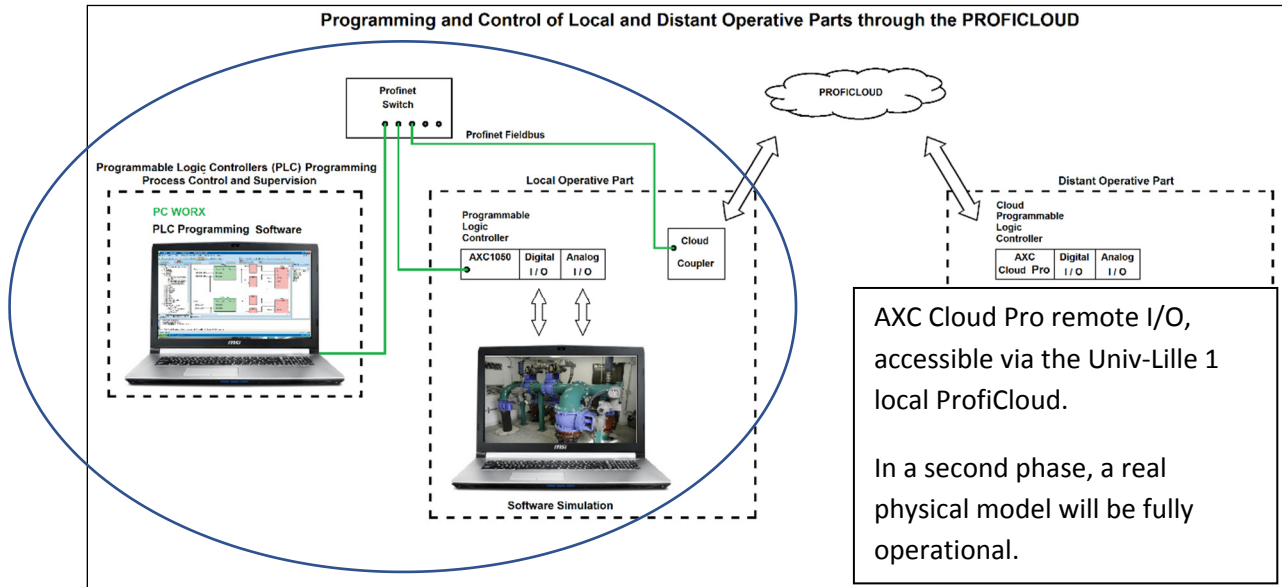 Programming and Control of Local and Distant Operative Parts through the PROFICLOUD
Profinet
Switch
PROFICLOUD
Profinet Fieldbus
Programmable Logic Controllers (PLC) Programming
Process Control and Supervision
PC WORX
PLC Programming Software
Local Operative Part
Programmable
Logic
Controller
AXC1050
Digital
I / O
Analog
I / O
Cloud
Coupler
msi
Software Simulation
Distant Operative Part
Cloud
Programmable
Logic
Controller
AXC
Cloud Pro
Digital
I / O
Analog
I / O
AXC Cloud Pro remote I/O,
accessible via the Univ-Lille 1
local ProfiCloud.
In a second phase, a real
physical model will be fully
operational.
msi